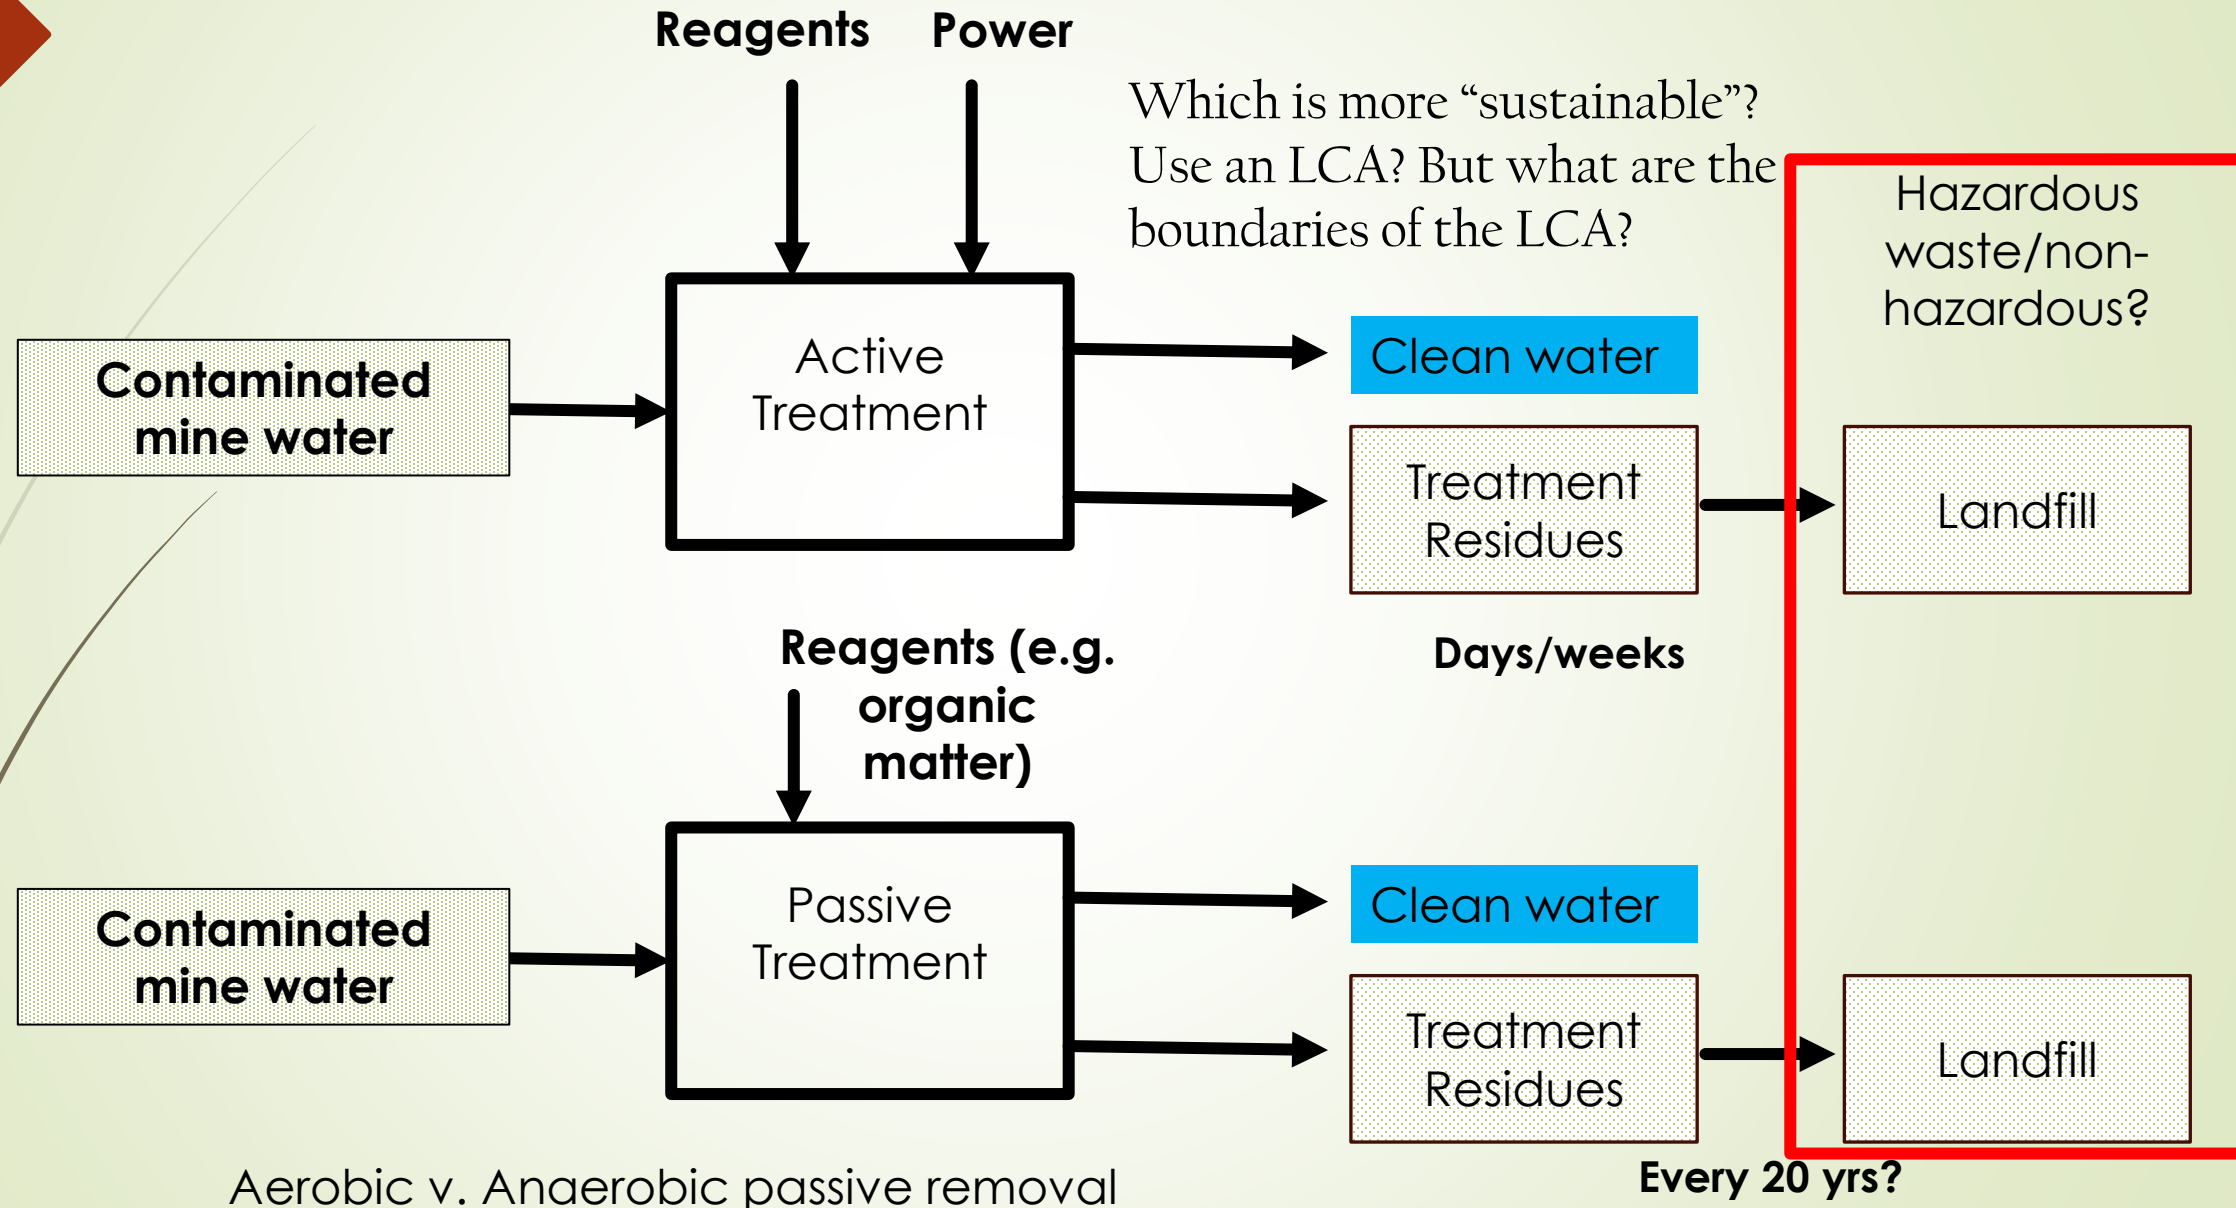 Reagents
Power
Which is more “sustainable”?
Use an LCA? But what are the
boundaries of the LCA?
Hazardous
waste/non-
hazardous?
Contaminated
mine water
Active
Treatment
Clean water
Treatment
Residues
Landfill
Days/weeks
Reagents (e.g.
organic
matter)
Contaminated
mine water
Passive
Treatment
Clean water
Treatment
Residues
Landfill
Every 20 yrs?
Aerobic v. Anaerobic passive removal